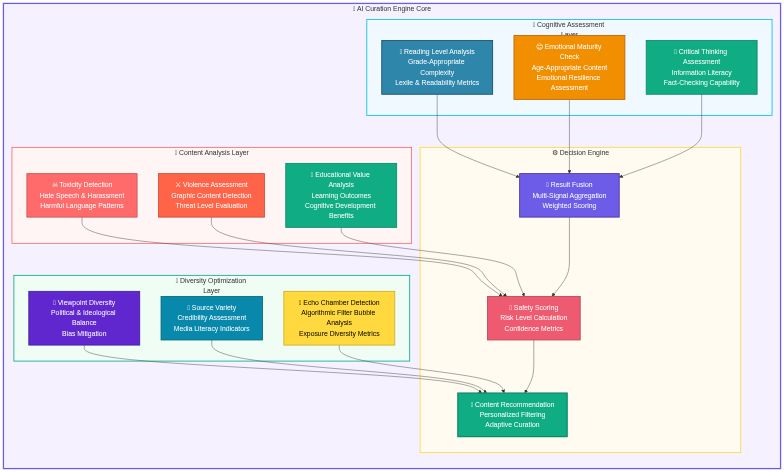 AI Curation Engine Core
Cognitive Assessment
Layer
Reading Level Analysis
Grade-Appropriate
Complexity
Lexile & Readability Metrics
Emotional Maturity
Check
Age-Appropriate Content
Emotional Resilience
Assessment
Critical Thinking
Assessment
Information Literacy
Fact-Checking Capability
Content Analysis Layer
Toxicity Detection
Hate Speech & Harassment
Harmful Language Patterns
Violence Assessment
Graphic Content Detection
Threat Level Evaluation
Educational Value
Analysis
Learning Outcomes
Cognitive Development
Benefits
Decision Engine
Result Fusion
Multi-Signal Aggregation
Weighted Scoring
Diversity Optimization
Layer
Viewpoint Diversity
Political & Ideological
Balance
Bias Mitigation
Source Variety
Credibility Assessment
Media Literacy Indicators
Echo Chamber Detection
Algorithmic Filter Bubble
Analysis
Exposure Diversity Metrics
Safety Scoring
Risk Level Calculation
Confidence Metrics
Content Recommendation
Personalized Filtering
Adaptive Curation